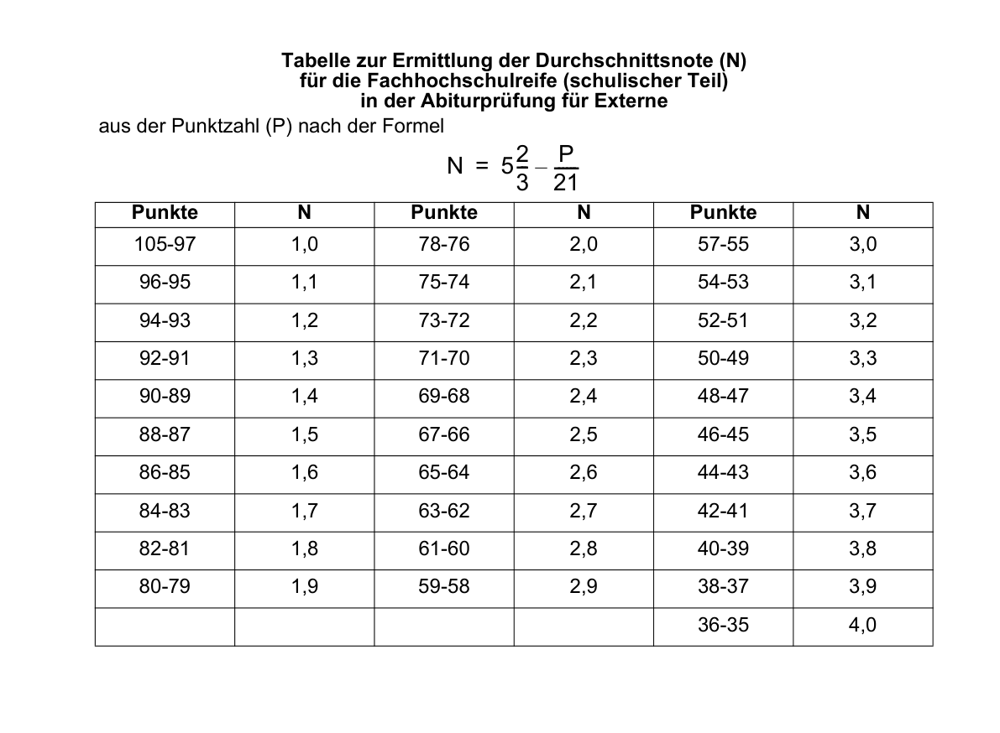 Tabelle zur Ermittlung der Durchschnittsnote (N)
für die Fachhochschulreife (schulischer Teil)
in der Abiturprüfung für Externe
aus der Punktzahl (P) nach der Formel
N = 5 2/3 – P/21
Punkte N Punkte N Punkte N
105-97 1,0 78-76 2,0 57-55 3,0
96-95 1,1 75-74 2,1 54-53 3,1
94-93 1,2 73-72 2,2 52-51 3,2
92-91 1,3 71-70 2,3 50-49 3,3
90-89 1,4 69-68 2,4 48-47 3,4
88-87 1,5 67-66 2,5 46-45 3,5
86-85 1,6 65-64 2,6 44-43 3,6
84-83 1,7 63-62 2,7 42-41 3,7
82-81 1,8 61-60 2,8 40-39 3,8
80-79 1,9 59-58 2,9 38-37 3,9
36-35 4,0